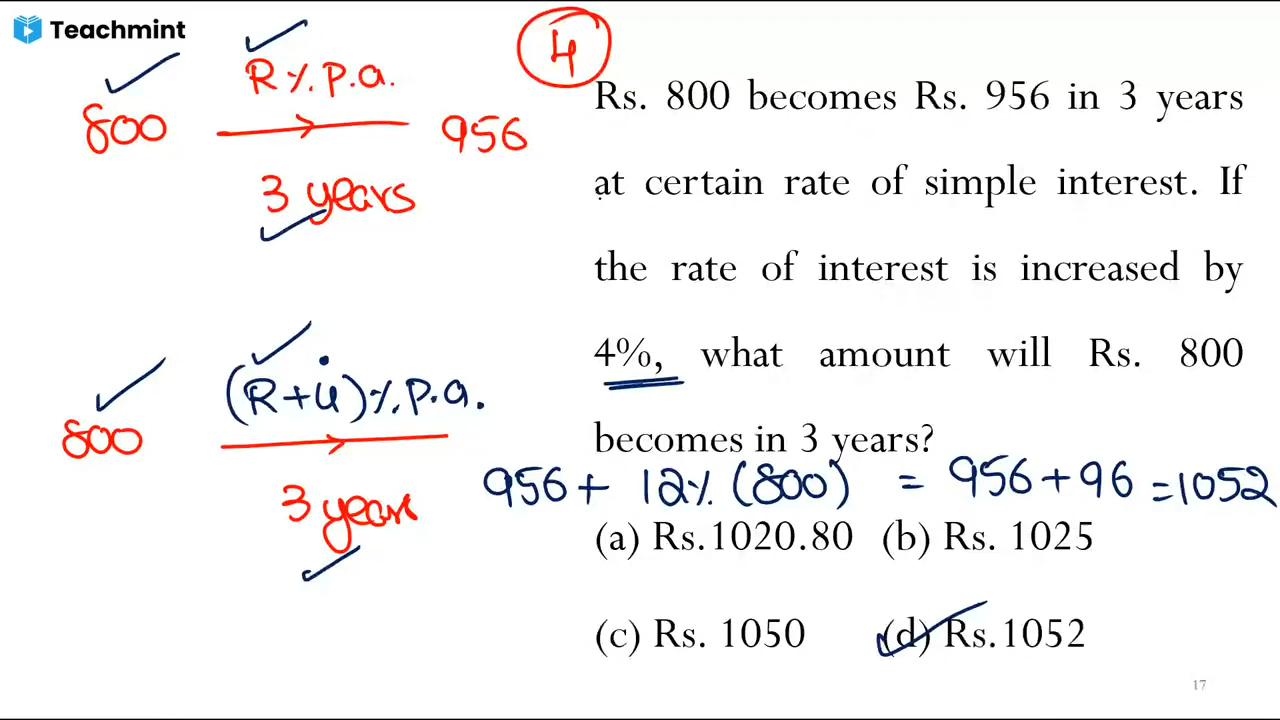 Teachmint
800 R%.P.a. 956
3 years
4
Rs. 800 becomes Rs. 956 in 3 years
at certain rate of simple interest. If
the rate of interest is increased by
4%, what amount will Rs. 800
becomes in 3 years?
800 (R+4)%.P.a.
3 years
956 + 12% (800) = 956 + 96 = 1052
(a) Rs.1020.80 (b) Rs. 1025
(c) Rs. 1050 (d) Rs.1052
17